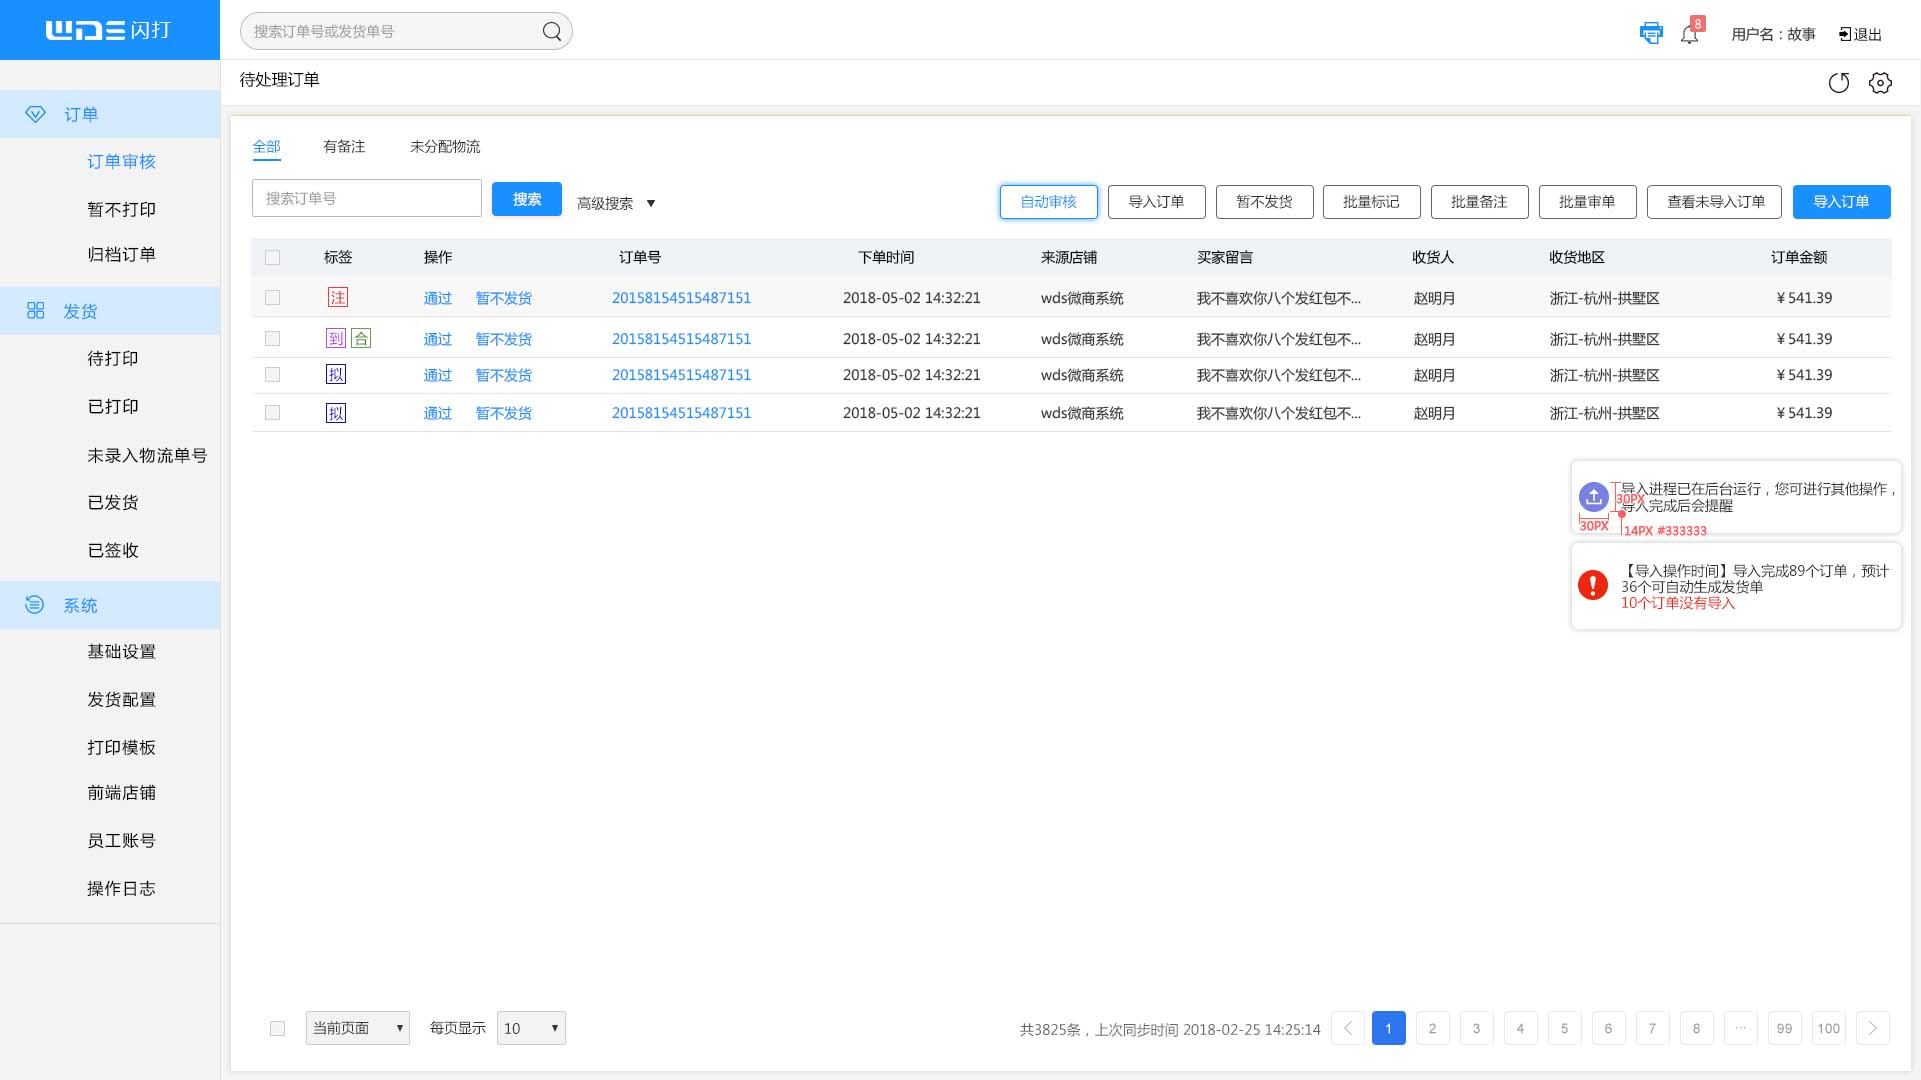 WDS闪打
搜索订单号或发货单号
8
用户名：故事
退出
待处理订单
订单
订单审核
暂不打印
归档订单
发货
待打印
已打印
未录入物流单号
已发货
已签收
系统
基础设置
发货配置
打印模板
前端店铺
员工账号
操作日志
全部 有备注 未分配物流
搜索订单号 搜索 高级搜索 ▼
自动审核 导入订单 暂不发货 批量标记 批量备注 批量审单 查看未导入订单 导入订单
标签 操作 订单号 下单时间 来源店铺 买家留言 收货人 收货地区 订单金额
注 通过 暂不发货 20158154515487151 2018-05-02 14:32:21 wds微商系统 我不喜欢你八个发红包不... 赵明月 浙江-杭州-拱墅区 ¥541.39
到 合 通过 暂不发货 20158154515487151 2018-05-02 14:32:21 wds微商系统 我不喜欢你八个发红包不... 赵明月 浙江-杭州-拱墅区 ¥541.39
拟 通过 暂不发货 20158154515487151 2018-05-02 14:32:21 wds微商系统 我不喜欢你八个发红包不... 赵明月 浙江-杭州-拱墅区 ¥541.39
拟 通过 暂不发货 20158154515487151 2018-05-02 14:32:21 wds微商系统 我不喜欢你八个发红包不... 赵明月 浙江-杭州-拱墅区 ¥541.39
导入进程已在后台运行，您可进行其他操作，
导入完成后会提醒
30PX
30PX
14PX #333333
【导入操作时间】导入完成89个订单，预计
36个可自动生成发货单
10个订单没有导入
当前页面 ▼ 每页显示 10 ▼
共3825条，上次同步时间 2018-02-25 14:25:14 1 2 3 4 5 6 7 8 ··· 99 100